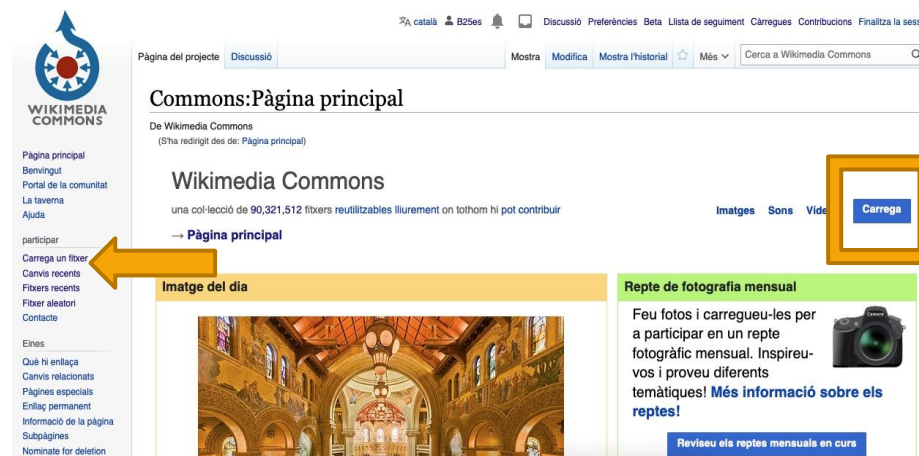 català B25es Discussió Preferències Beta Llista de seguiment Càrregues Contribucions Finalitza la sess
Pàgina del projecte Discussió Mostra Modifica Mostra l'historial Més Cerca a Wikimedia Commons
WIKIMEDIA
COMMONS
Commons:Pàgina principal
De Wikimedia Commons
(S'ha redirigit des de: Pàgina principal)
Pàgina principal
Benvingut
Portal de la comunitat
La taverna
Ajuda
participar
Carrega un fitxer
Canvis recents
Fitxers recents
Fitxer aleatori
Contacte
Eines
Què hi enllaça
Canvis relacionats
Pàgines especials
Enllaç permanent
Informació de la pàgina
Subpàgines
Nominate for deletion
Wikimedia Commons
una col·lecció de 90,321,512 fitxers reutilitzables lliurement on tothom hi pot contribuir
→ Pàgina principal
Imatges Sons Víde Carrega
Imatge del dia
Repte de fotografia mensual
Feu fotos i carregueu-les per
a participar en un repte
fotogràfic mensual. Inspireu-
vos i proveu diferents
temàtiques! Més informació sobre els
reptes!
Reviseu els reptes mensuals en curs